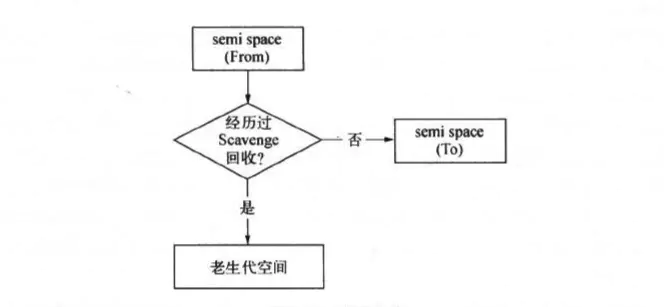 semi space
(From)
经历过
Scavenge
回收?
否
semi space
(To)
是
老生代空间